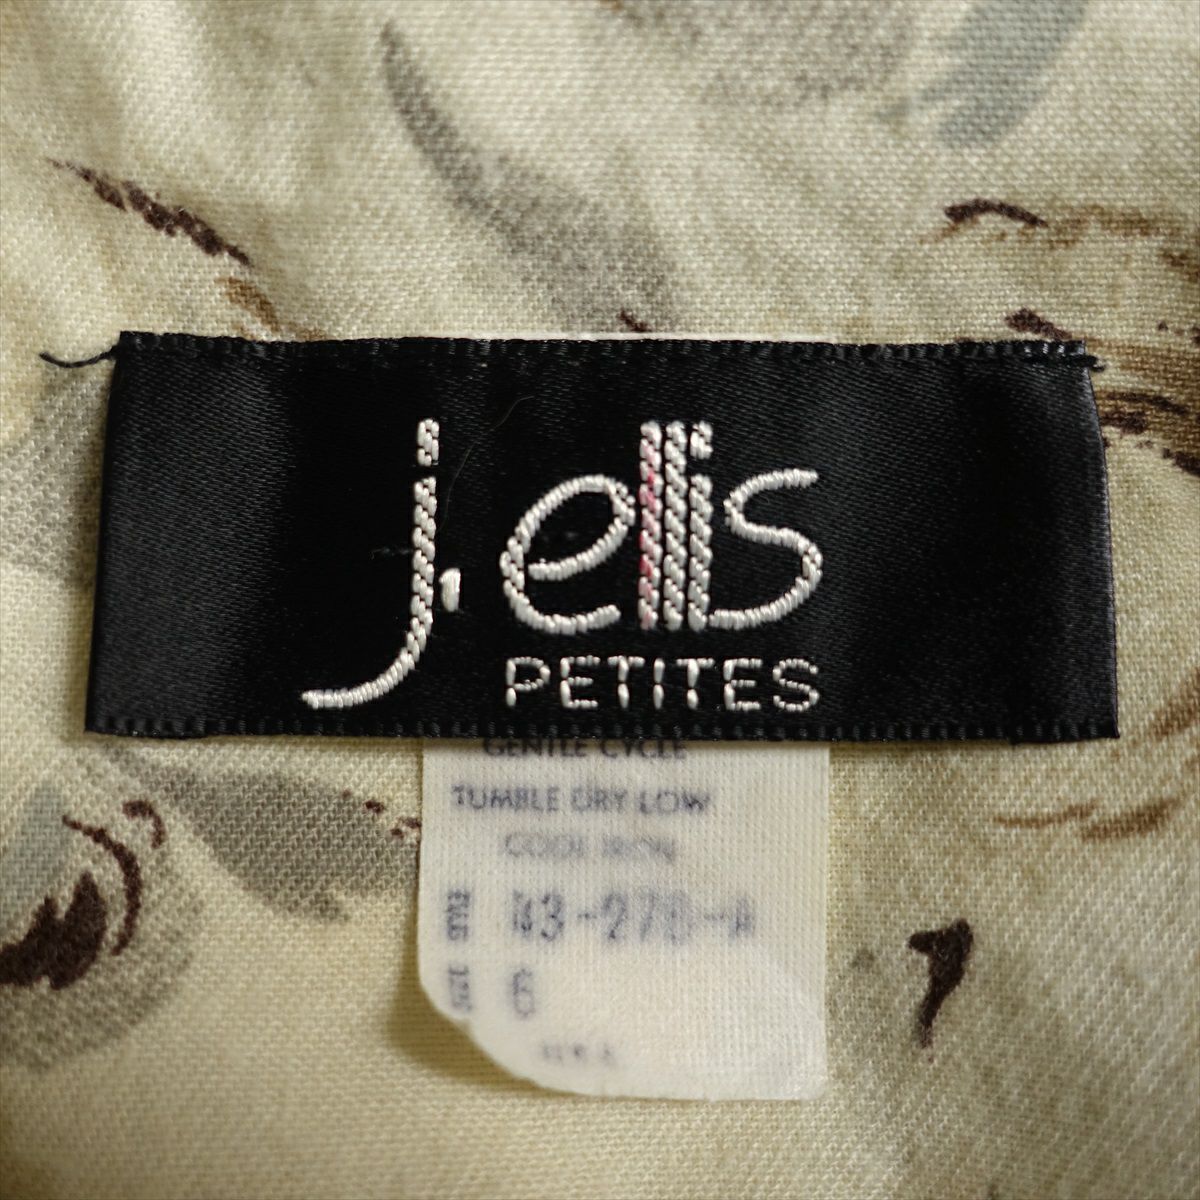 j. ellis
PETITES
GENTLE CYCLE
TUMBLE DRY LOW
COOL IRON
6